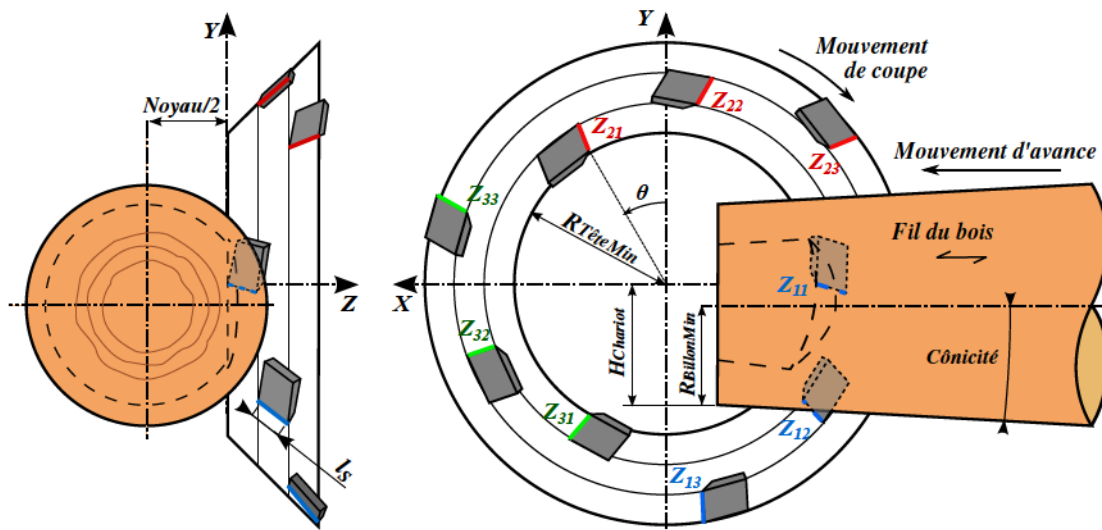 Y
Noyau/2
Z
lS
Y
Mouvement
de coupe
Z22
Z21
Z23
Mouvement d'avance
Z33
θ
RTêteMin
Fil du bois
X
Z11
HChariot
RBillonMin
Z32
Cônicité
Z31
Z12
Z13